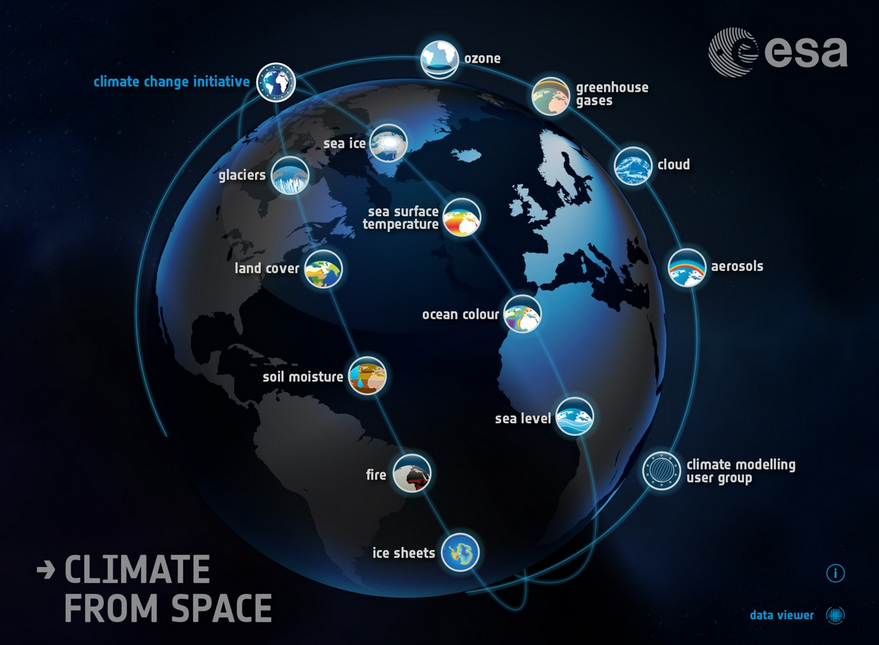 esa
ozone
climate change initiative
greenhouse
gases
sea ice
cloud
glaciers
sea surface
temperature
land cover
aerosols
ocean colour
soil moisture
sea level
climate modelling
user group
fire
ice sheets
→ CLIMATE
FROM SPACE
i
data viewer